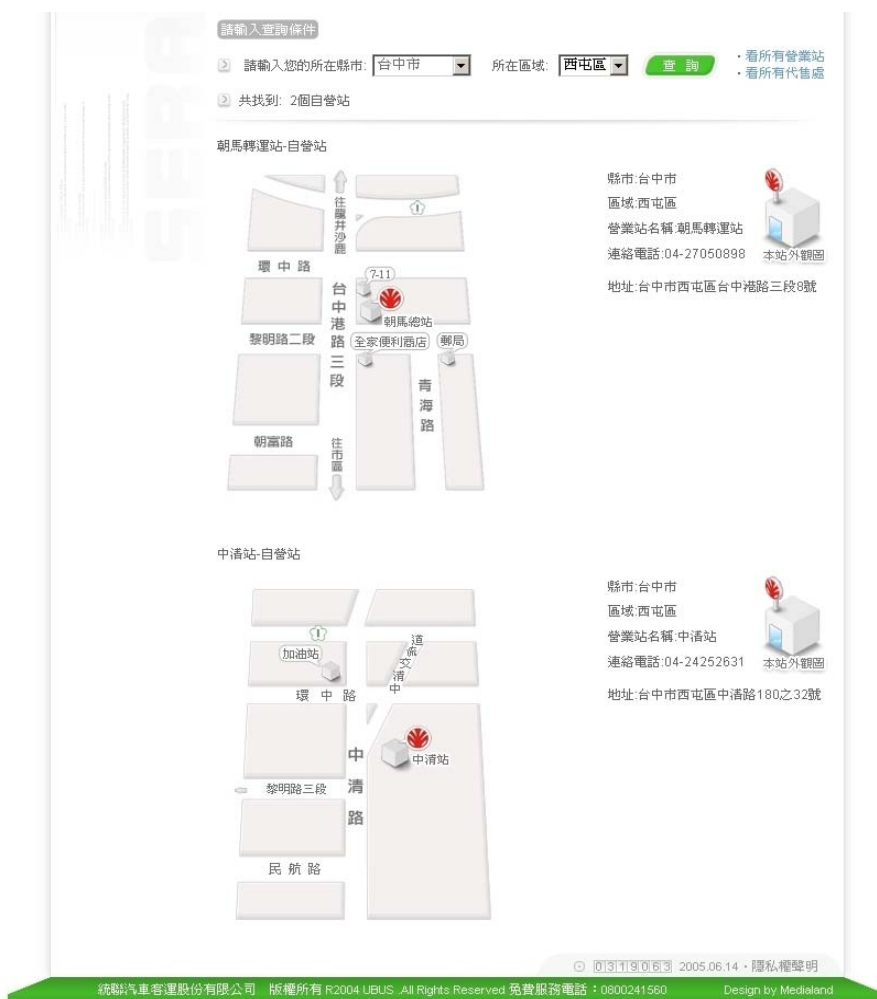 請輸入查詢條件
請輸入您的所在縣市: 台中市 所在區域: 西屯區 查 詢
・看所有營業站
・看所有代售處
共找到: 2個自營站
朝馬轉運站-自營站
往龍井沙鹿
環 中 路
7-11
台中港路三段
朝馬總站
黎明路二段
全家便利商店
郵局
青海路
朝富路
往市區
縣市:台中市
區域:西屯區
營業站名稱:朝馬轉運站
連絡電話:04-27050898
本站外觀圖
地址:台中市西屯區台中港路三段8號
中清站-自營站
加油站
環 中 路
中清交流道
中清站
中清路
黎明路三段
民 航 路
縣市:台中市
區域:西屯區
營業站名稱:中清站
連絡電話:04-24252631
本站外觀圖
地址:台中市西屯區中清路180之32號
0319063 2005.06.14・隱私權聲明
統聯汽車客運股份有限公司 版權所有 R2004 UBUS .All Rights Reserved 免費服務電話：0800241560 Design by Medialand